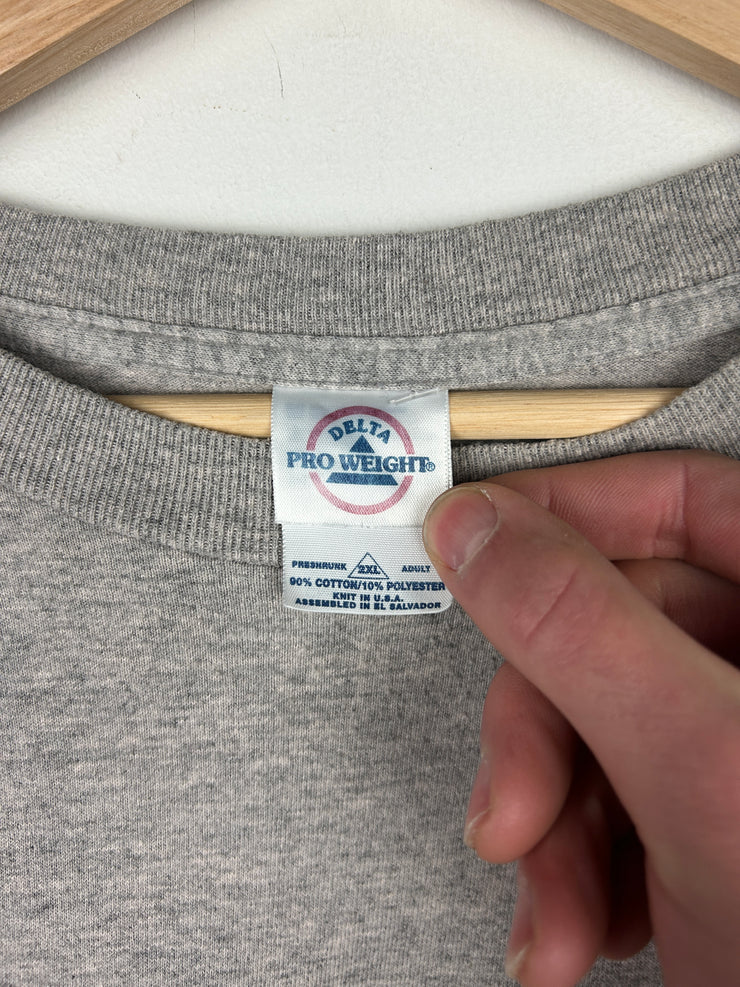 DELTA
PRO WEIGHT®
PRESHRUNK 2XL ADULT
90% COTTON/10% POLYESTER
KNIT IN U.S.A.
ASSEMBLED IN EL SALVADOR